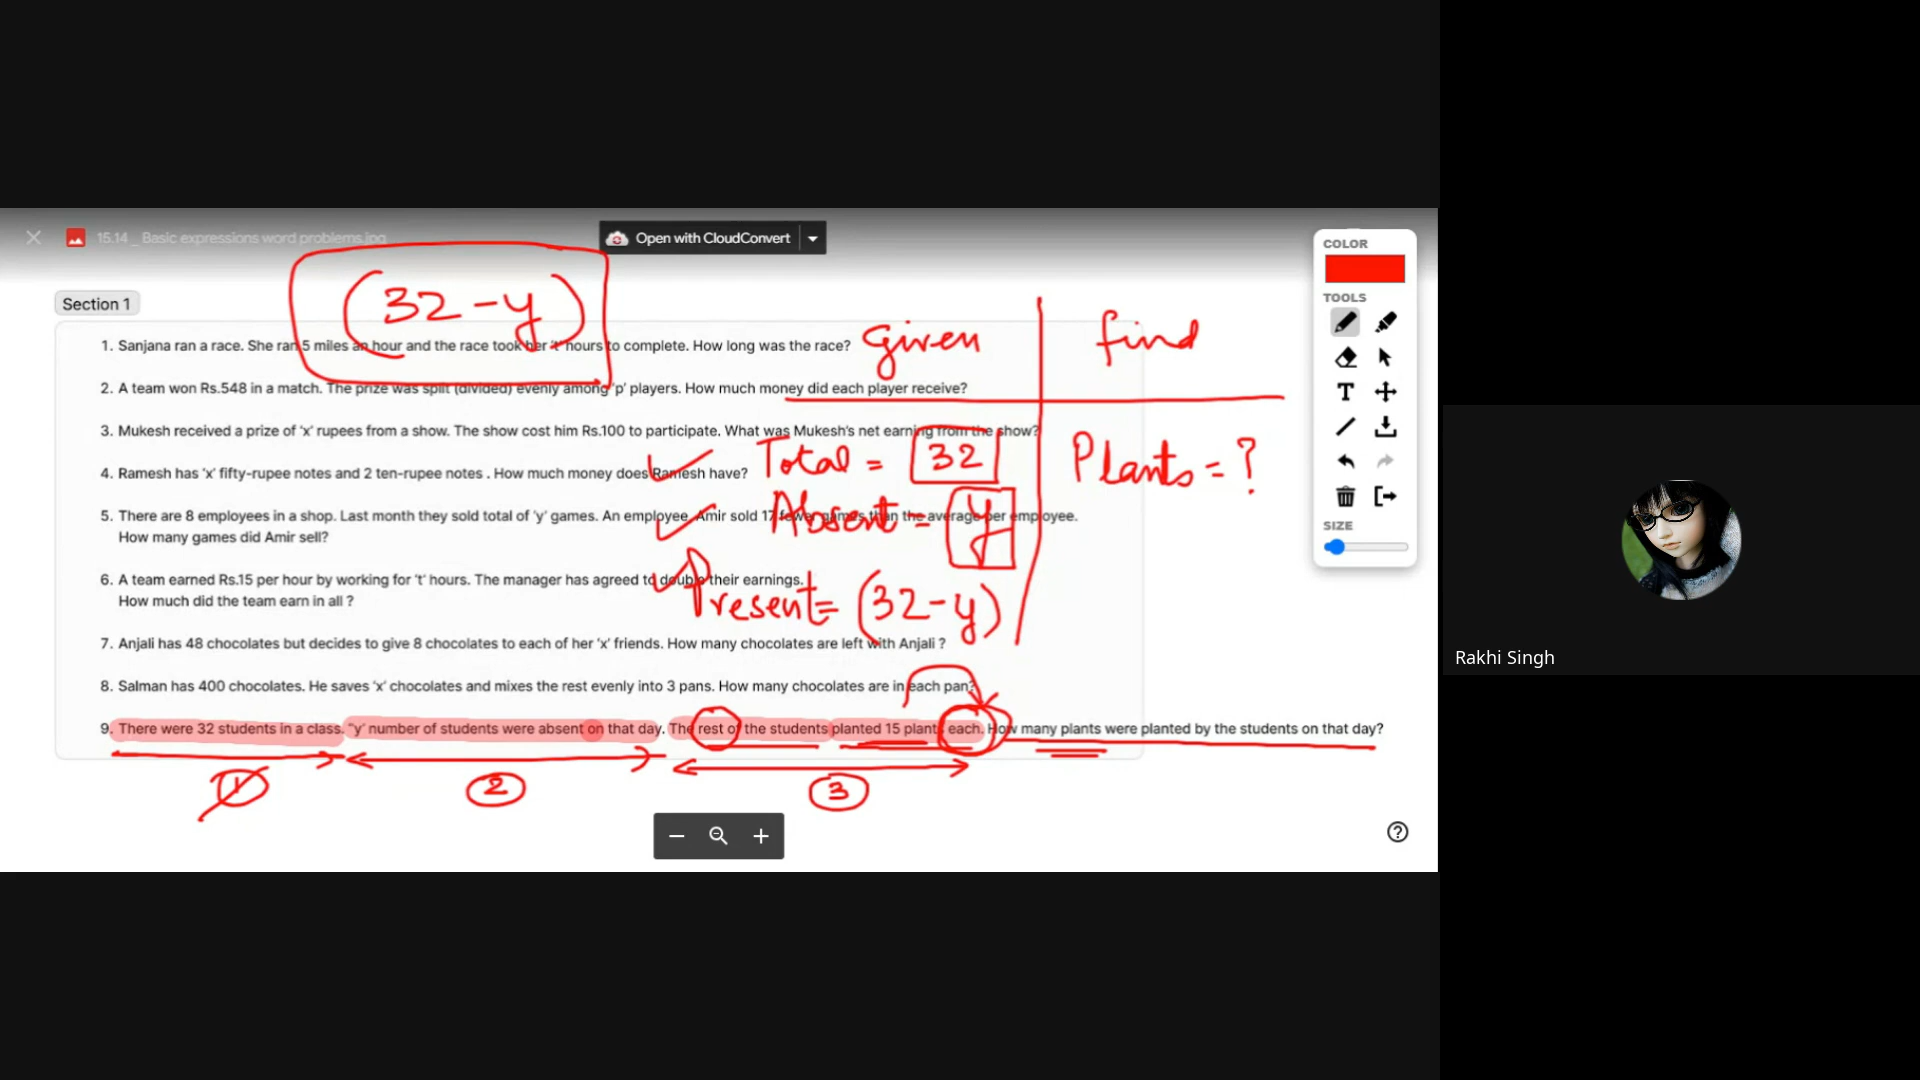 15.14 _ Basic expressions word problems.jpg
Open with CloudConvert
COLOR
TOOLS
T
SIZE
Section 1
(32-y)
given
find
1. Sanjana ran a race. She ran 5 miles an hour and the race took her 't' hours to complete. How long was the race?
2. A team won Rs.548 in a match. The prize was split (divided) evenly among 'p' players. How much money did each player receive?
3. Mukesh received a prize of 'x' rupees from a show. The show cost him Rs.100 to participate. What was Mukesh's net earning from the show?
Total = 32
Plants = ?
4. Ramesh has 'x' fifty-rupee notes and 2 ten-rupee notes . How much money does Ramesh have?
Absent = y
5. There are 8 employees in a shop. Last month they sold total of 'y' games. An employee, Amir sold 17 fewer games than the average per employee.
How many games did Amir sell?
6. A team earned Rs.15 per hour by working for 't' hours. The manager has agreed to double their earnings.
Present= (32-y)
How much did the team earn in all ?
7. Anjali has 48 chocolates but decides to give 8 chocolates to each of her 'x' friends. How many chocolates are left with Anjali ?
8. Salman has 400 chocolates. He saves 'x' chocolates and mixes the rest evenly into 3 pans. How many chocolates are in each pan?
9. There were 32 students in a class. "y' number of students were absent on that day. The rest of the students planted 15 plants each. How many plants were planted by the students on that day?
1 2 3
Rakhi Singh